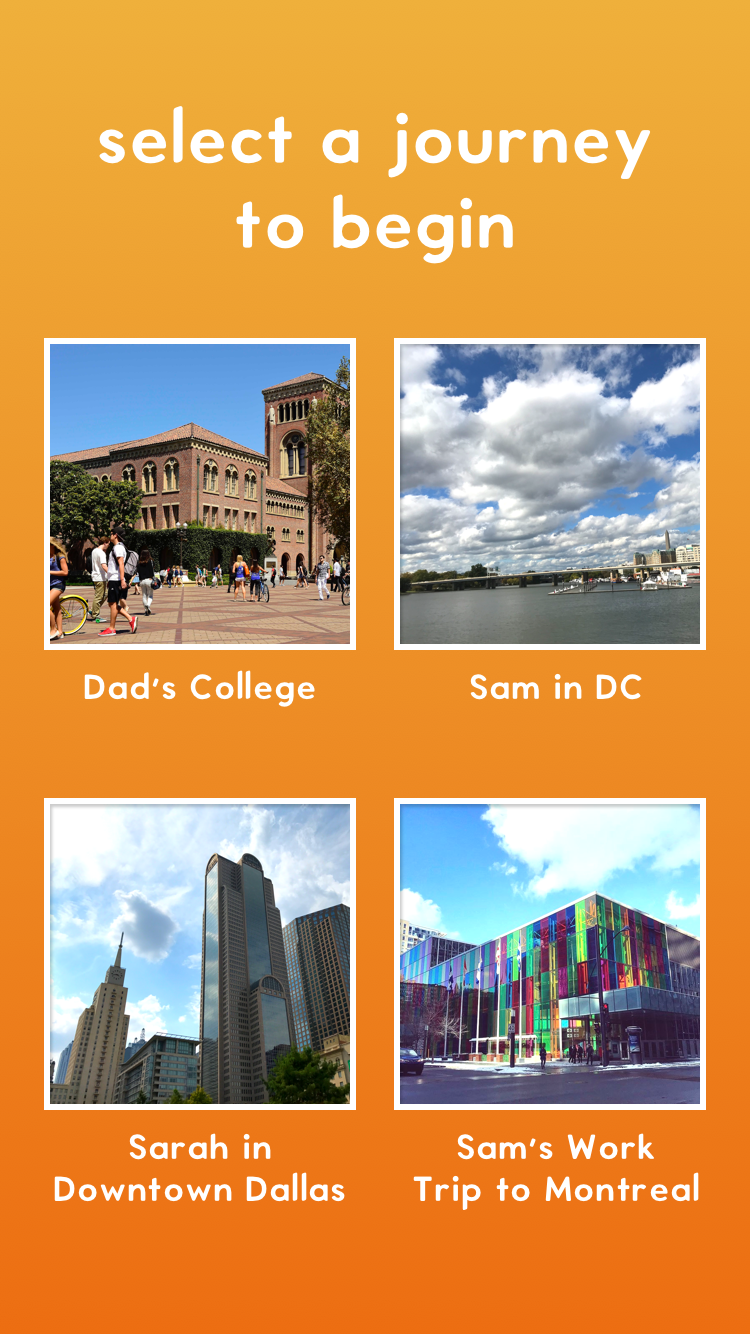 select a journey
to begin
Dad's College
Sam in DC
Sarah in
Downtown Dallas
Sam's Work
Trip to Montreal